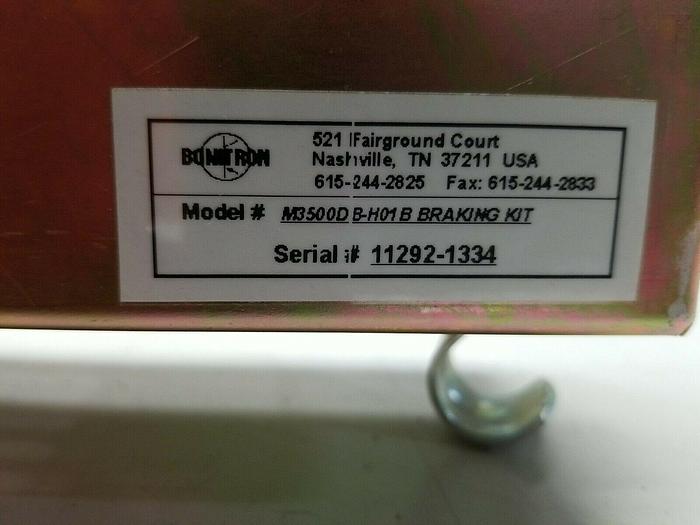 BONITRON
521 Fairground Court
Nashville, TN 37211 USA
615-244-2825 Fax: 615-244-2833
Model # M3500DB-H01B BRAKING KIT
Serial # 11292-1334